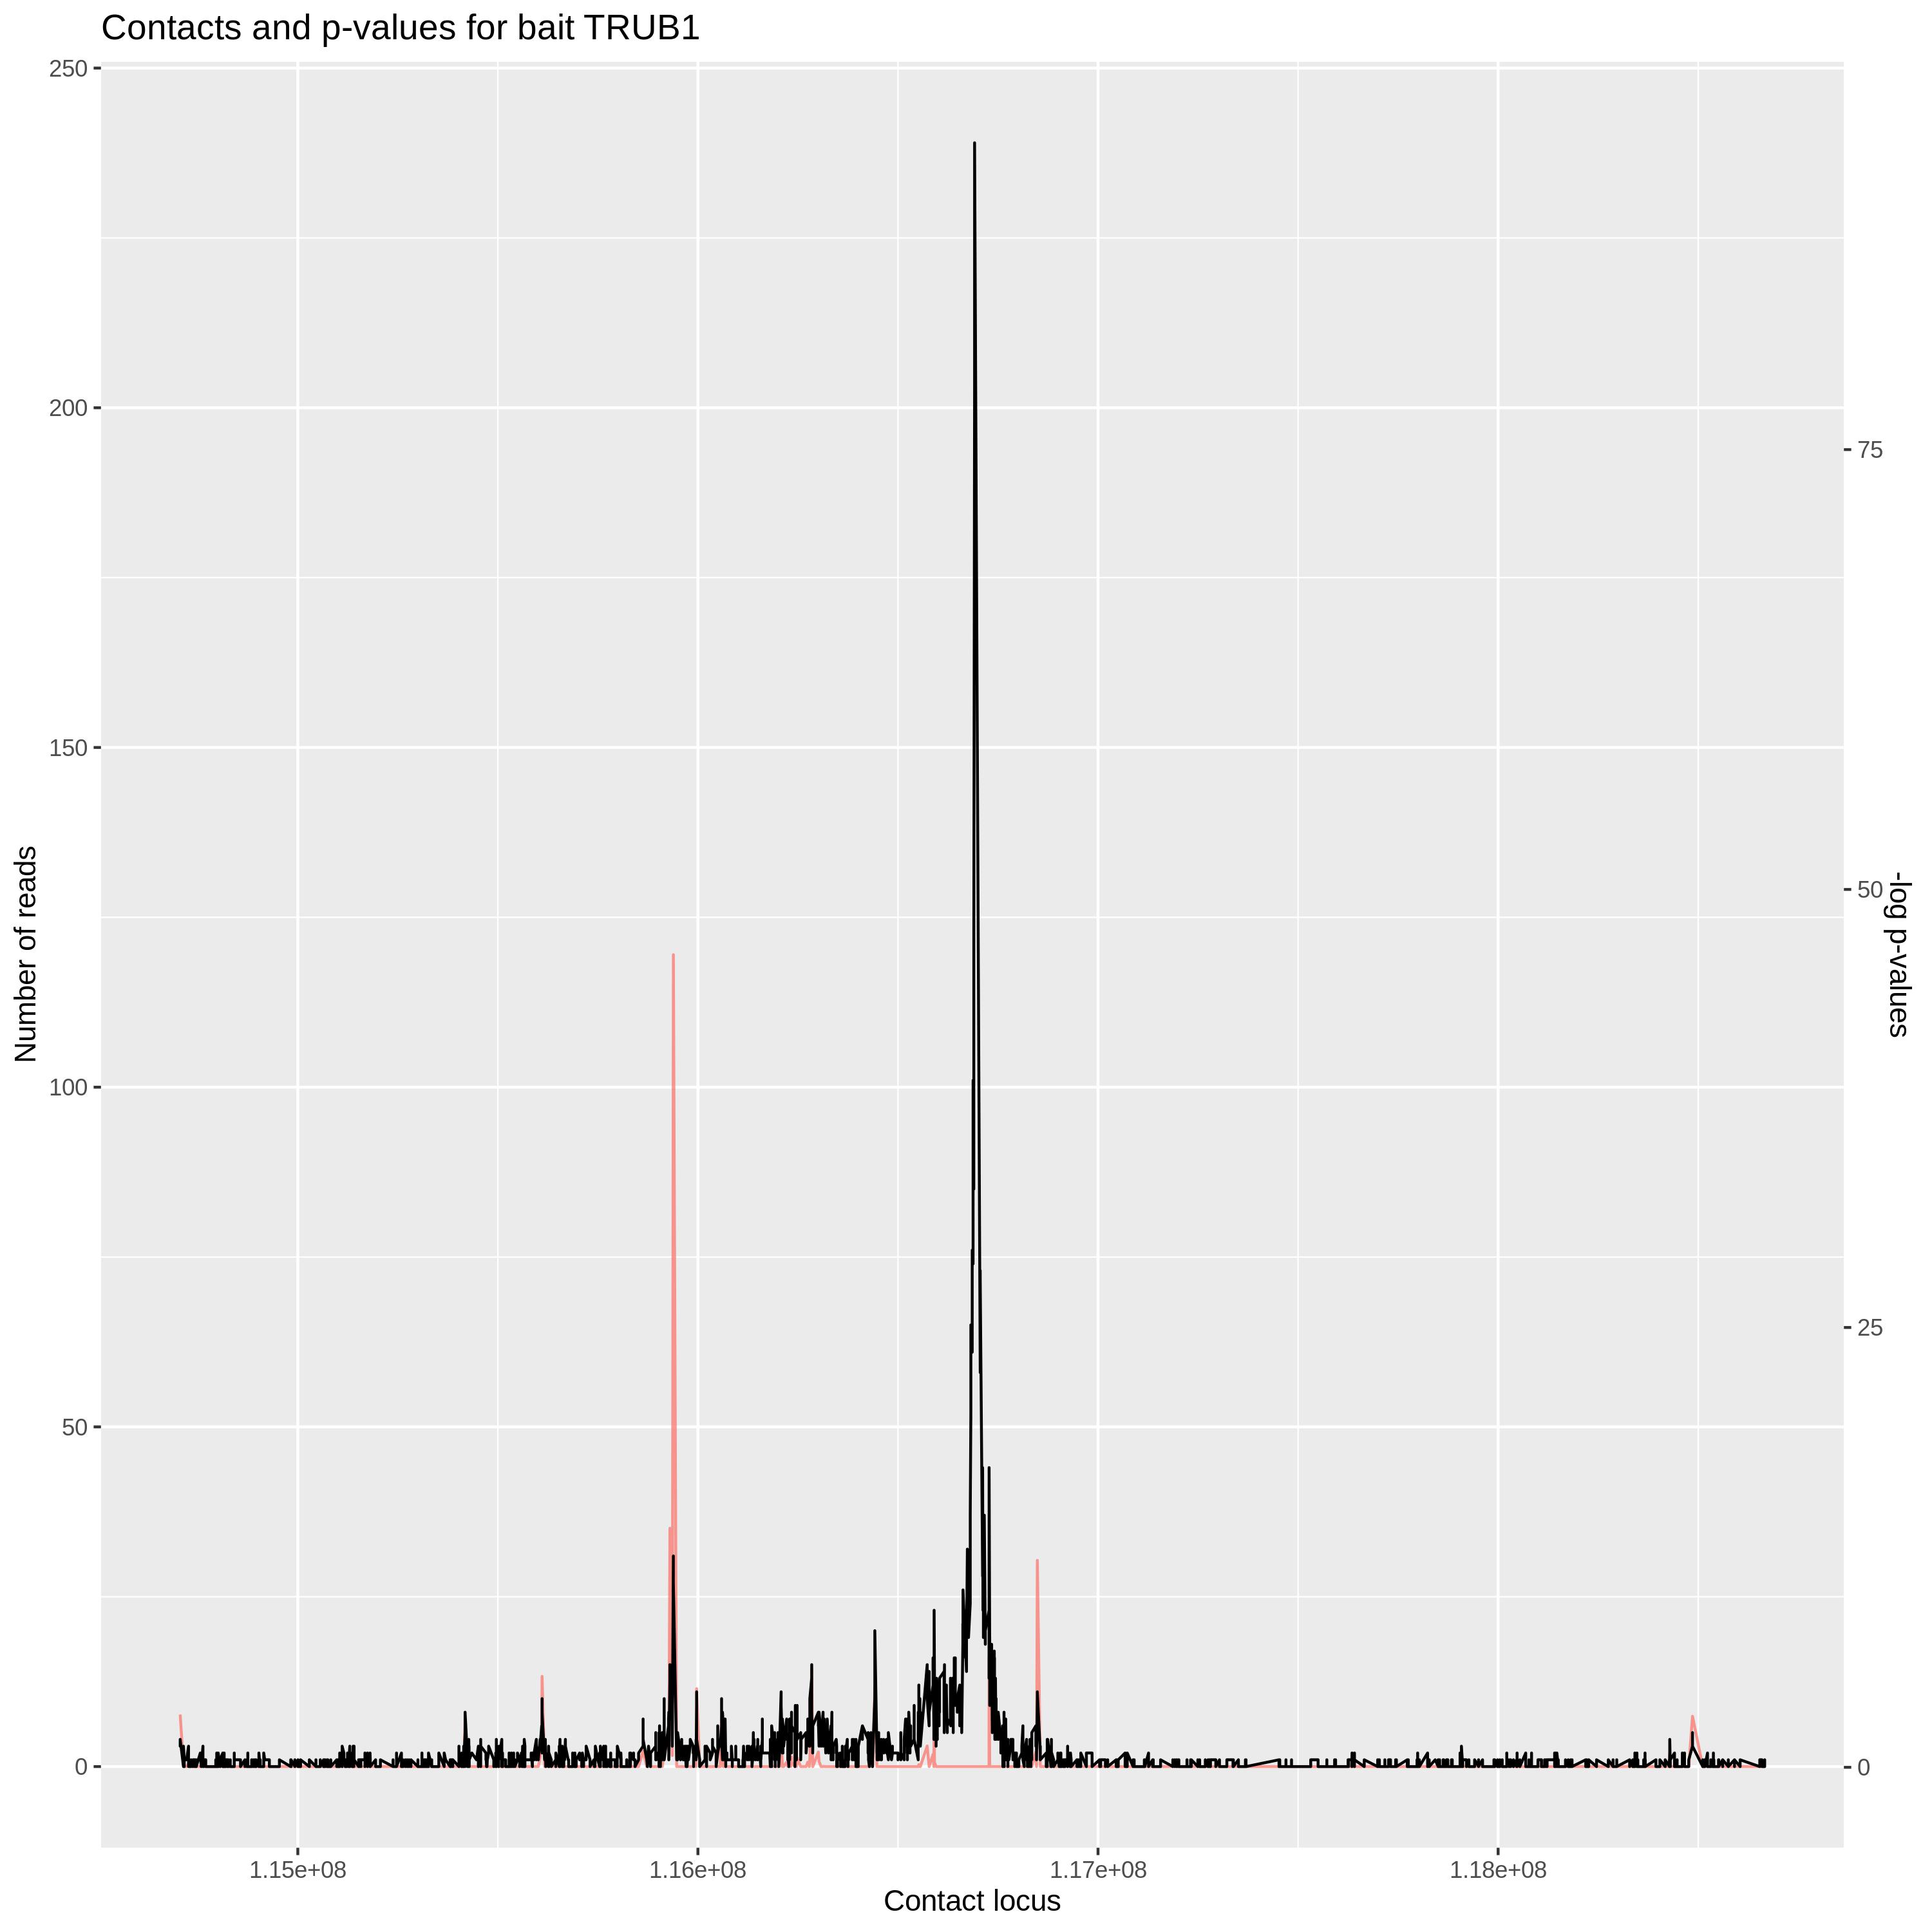 Contacts and p-values for bait TRUB1
250
200
150
100
50
0
Number of reads
75
50
25
0
-log p-values
1.15e+08
1.16e+08
1.17e+08
1.18e+08
Contact locus